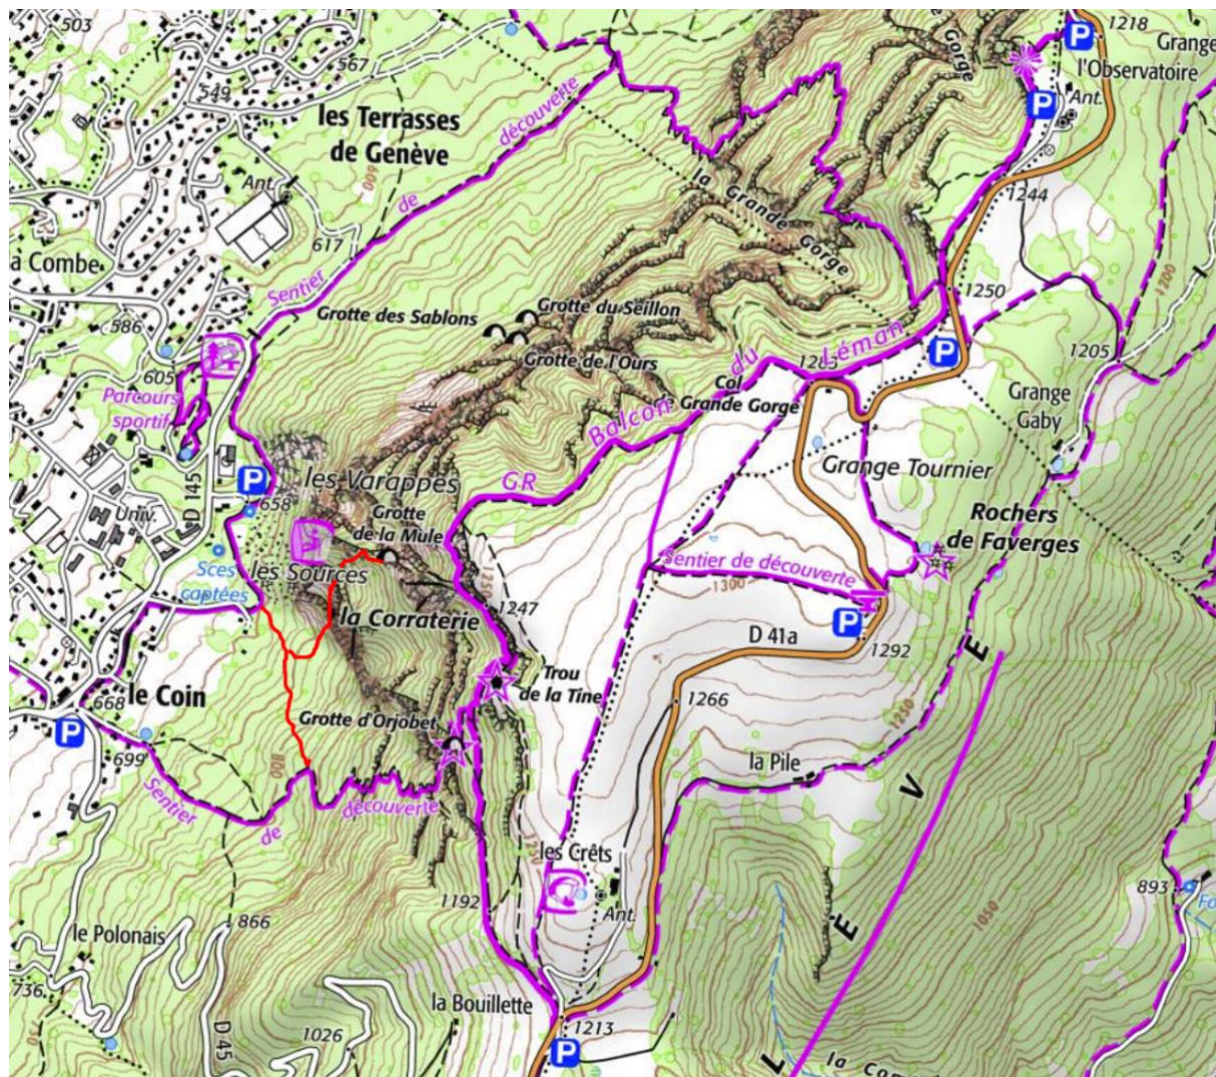 503
567
549
les Terrasses
de Genève
découverte
de
600
Ant.
617
a Combe
Sentier
586
605
Parcours
sportif
Univ.
D 145
P
658
Sces
captées
Grotte des Sablons
Grotte du Seillon
Grotte de l'Ours
la Grande Gorge
Gorge
P
1218
Grange
l'Observatoire
P
Ant.
1244
1250
1200
P
1205
Grange
Gaby
GR Balcon du Léman
Col
Grande Gorge
Grange Tournier
Rochers
de Faverges
les Varappes
Grotte
de la Mule
les Sources
la Corraterie
1247
Sentier de découverte
1300
P
D 41a
1292
1266
Trou
de la Tine
Grotte d'Orjobet
le Coin
668
P
699
800
Sentier
de
découverte
la Pile
1250
L E V E
les Crêts
Ant.
1192
866
le Polonais
736
D 45
1026
la Bouillette
1213
P
893
1050